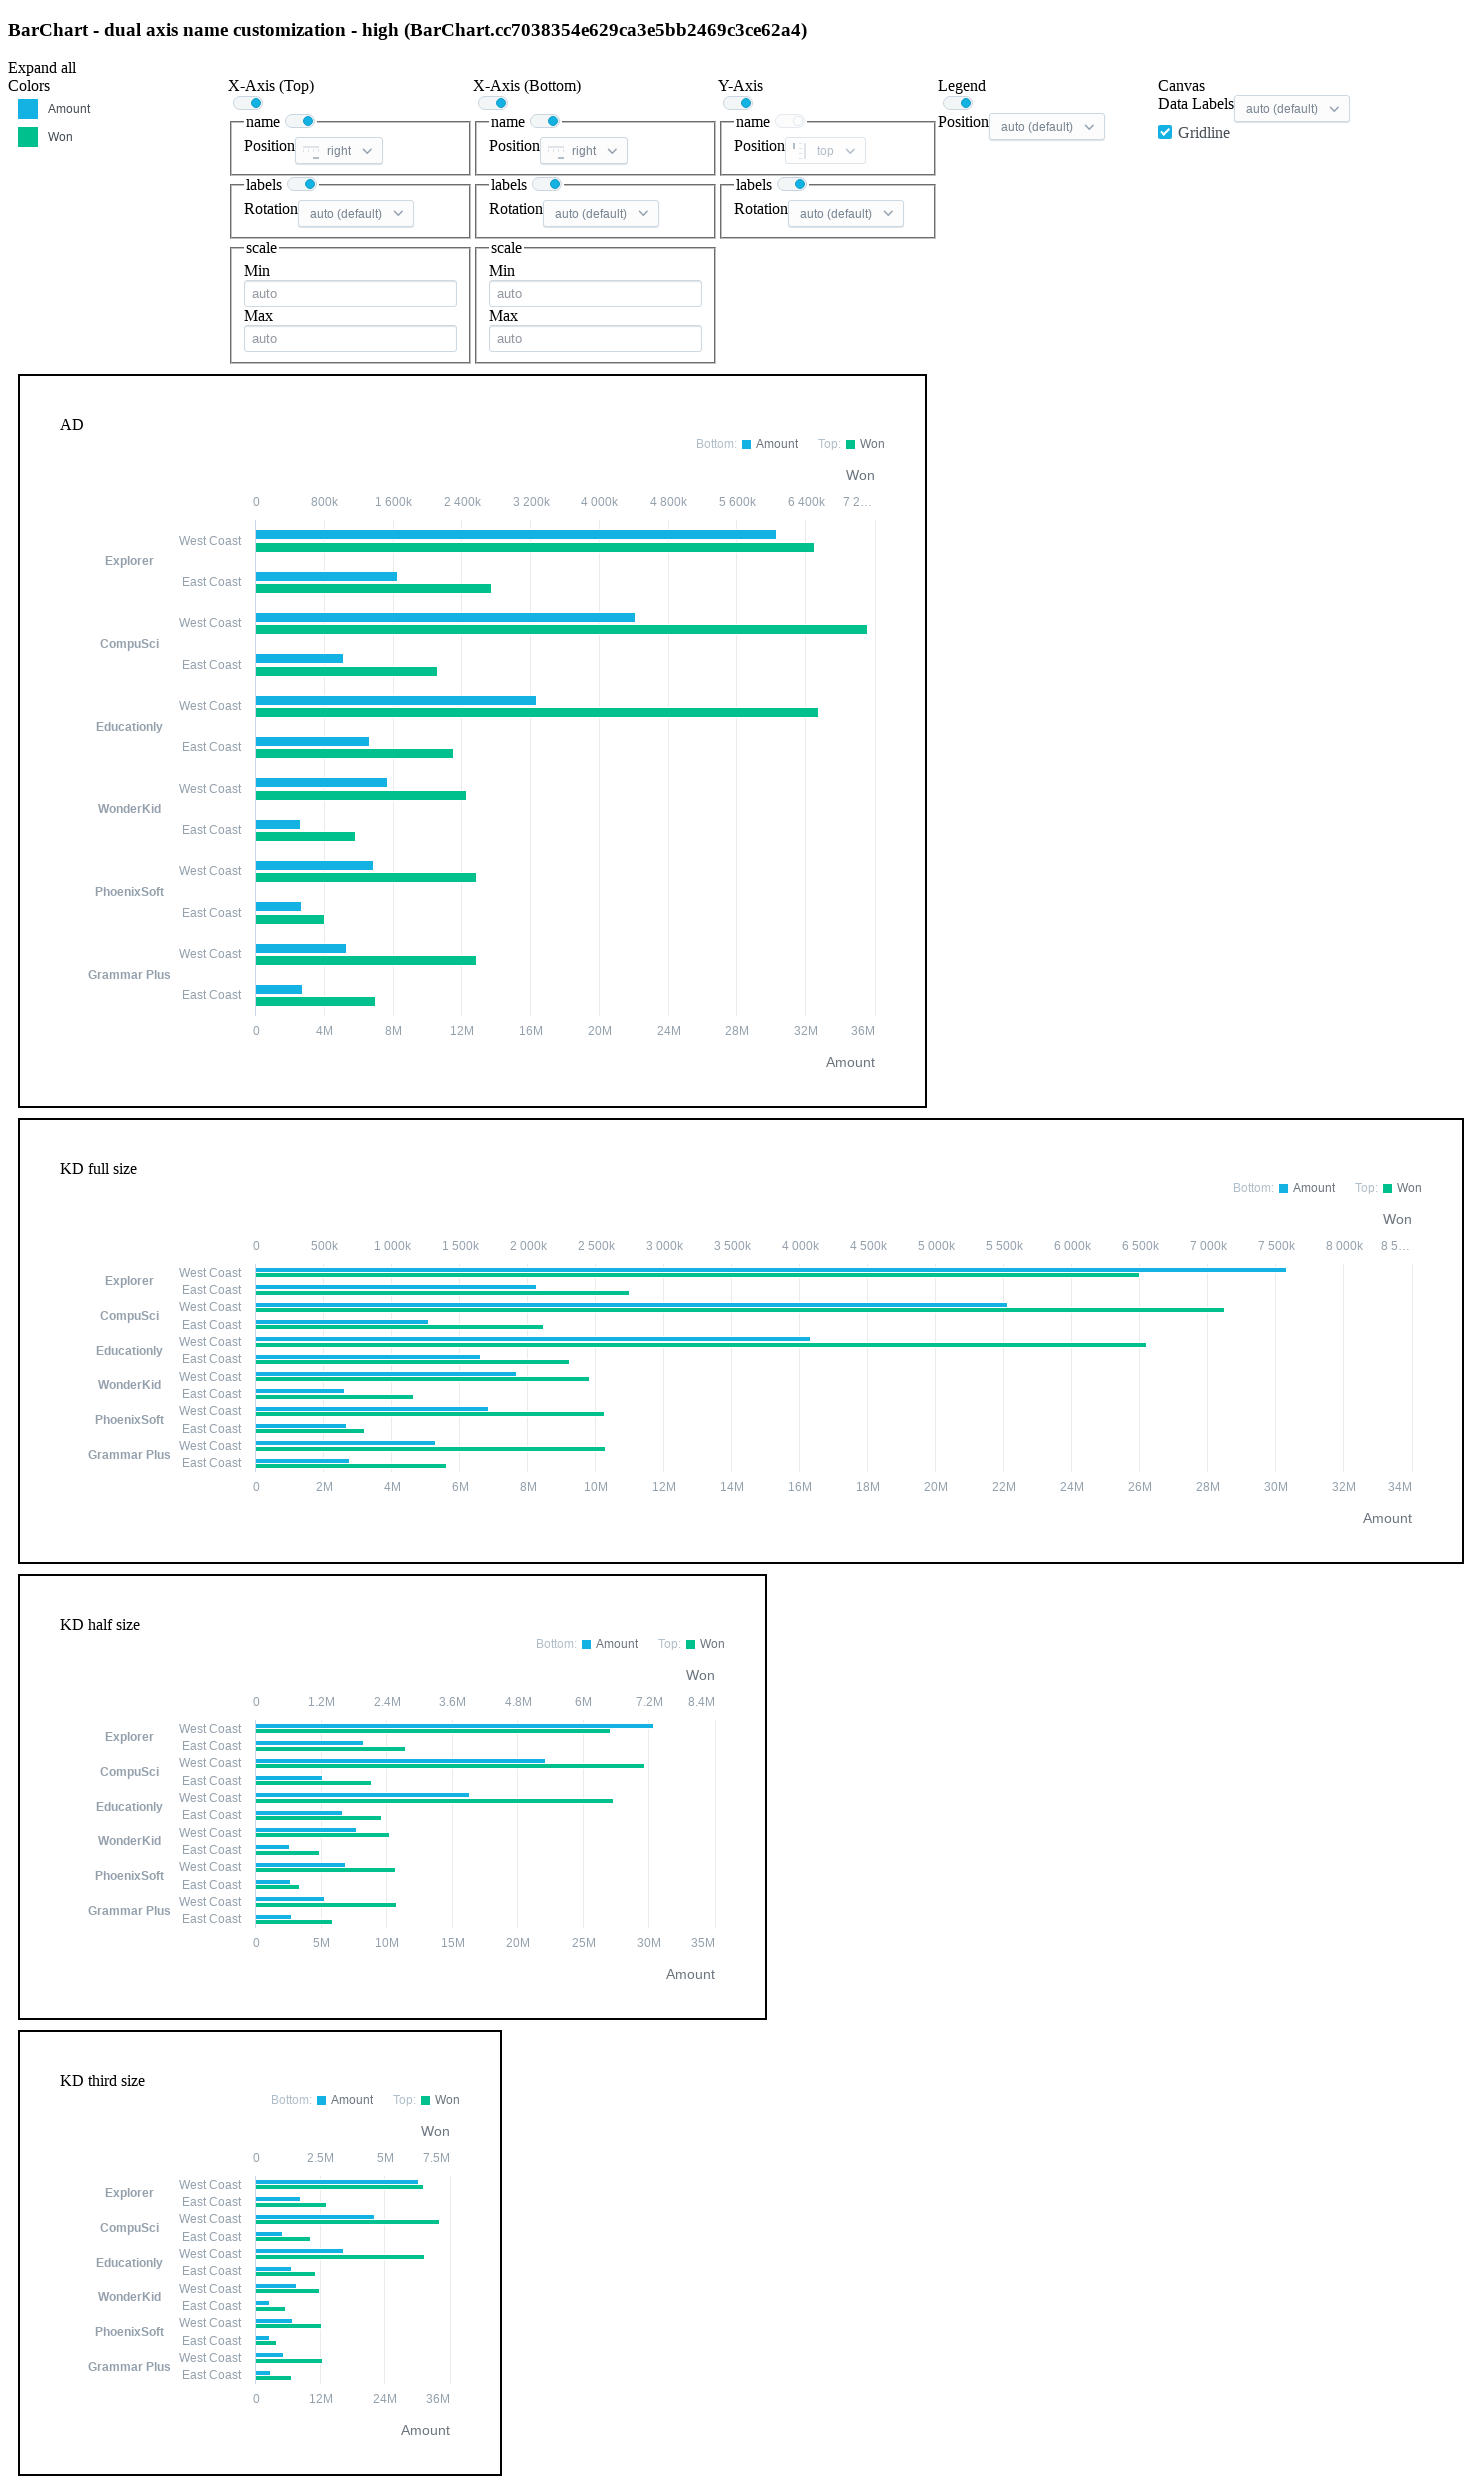 BarChart - dual axis name customization - high (BarChart.cc7038354e629ca3e5bb2469c3ce62a4)
Expand all
Colors
Amount
Won
X-Axis (Top)
name
Position right
labels
Rotation auto (default)
scale
Min
auto
Max
auto
X-Axis (Bottom)
name
Position right
labels
Rotation auto (default)
scale
Min
auto
Max
auto
Y-Axis
name
Position top
labels
Rotation auto (default)
Legend
Position auto (default)
Canvas
Data Labels auto (default)
Gridline
AD
Bottom: Amount Top: Won
Won
0 800k 1 600k 2 400k 3 200k 4 000k 4 800k 5 600k 6 400k 7 2…
West Coast
Explorer
East Coast
West Coast
CompuSci
East Coast
West Coast
Educationly
East Coast
West Coast
WonderKid
East Coast
West Coast
PhoenixSoft
East Coast
West Coast
Grammar Plus
East Coast
0 4M 8M 12M 16M 20M 24M 28M 32M 36M
Amount
KD full size
Bottom: Amount Top: Won
Won
0 500k 1 000k 1 500k 2 000k 2 500k 3 000k 3 500k 4 000k 4 500k 5 000k 5 500k 6 000k 6 500k 7 000k 7 500k 8 000k 8 5…
West Coast
Explorer
East Coast
West Coast
CompuSci
East Coast
West Coast
Educationly
East Coast
West Coast
WonderKid
East Coast
West Coast
PhoenixSoft
East Coast
West Coast
Grammar Plus
East Coast
0 2M 4M 6M 8M 10M 12M 14M 16M 18M 20M 22M 24M 26M 28M 30M 32M 34M
Amount
KD half size
Bottom: Amount Top: Won
Won
0 1.2M 2.4M 3.6M 4.8M 6M 7.2M 8.4M
West Coast
Explorer
East Coast
West Coast
CompuSci
East Coast
West Coast
Educationly
East Coast
West Coast
WonderKid
East Coast
West Coast
PhoenixSoft
East Coast
West Coast
Grammar Plus
East Coast
0 5M 10M 15M 20M 25M 30M 35M
Amount
KD third size
Bottom: Amount Top: Won
Won
0 2.5M 5M 7.5M
West Coast
Explorer
East Coast
West Coast
CompuSci
East Coast
West Coast
Educationly
East Coast
West Coast
WonderKid
East Coast
West Coast
PhoenixSoft
East Coast
West Coast
Grammar Plus
East Coast
0 12M 24M 36M
Amount